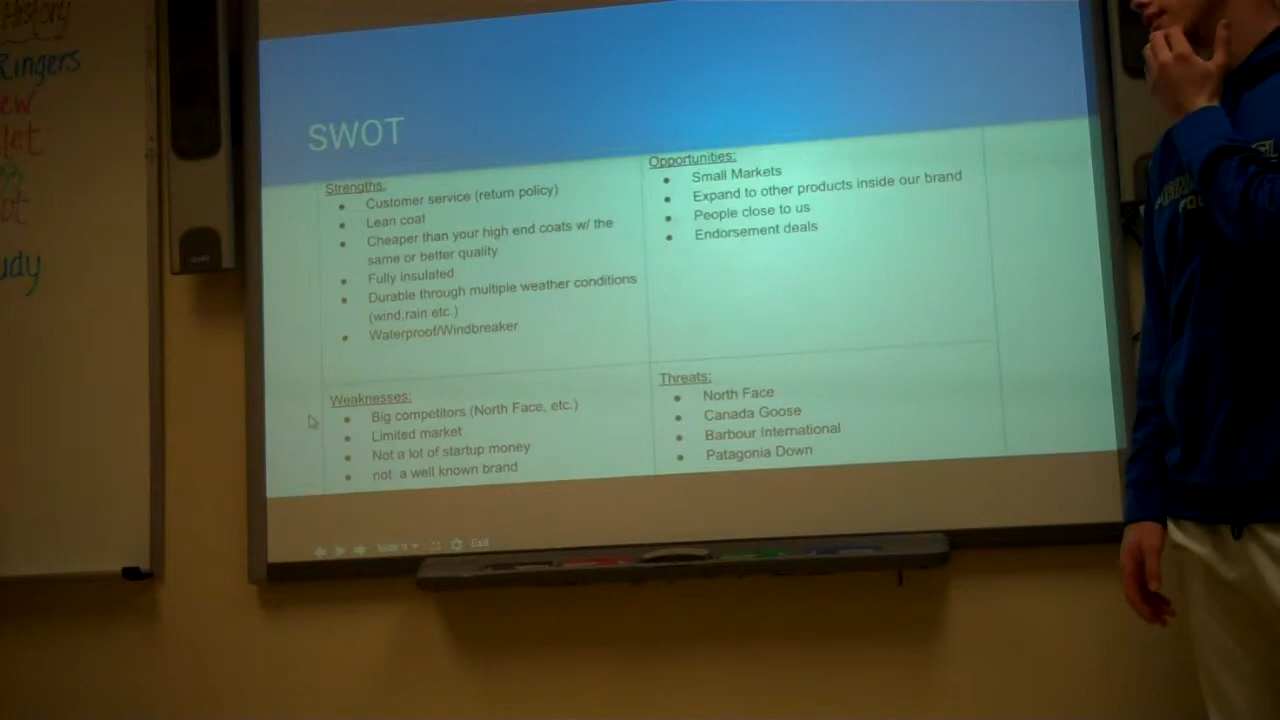 History
Ringers
SWOT
Strengths:
Customer service (return policy)
Lean coat
Cheaper than your high end coats w/ the
same or better quality
Fully insulated
Durable through multiple weather conditions
(wind,rain etc.)
Waterproof/Windbreaker
Opportunities:
Small Markets
Expand to other products inside our brand
People close to us
Endorsement deals
Weaknesses:
Big competitors (North Face, etc.)
Limited market
Not a lot of startup money
not a well known brand
Threats:
North Face
Canada Goose
Barbour International
Patagonia Down
Exit